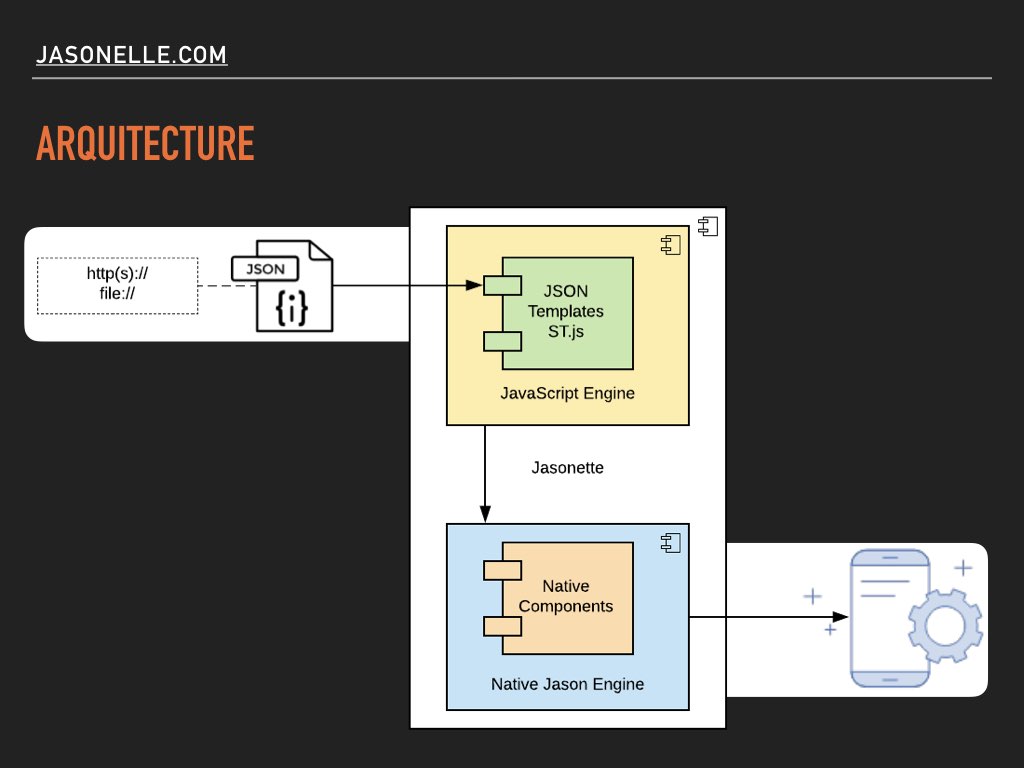 JASONELLE.COM
ARQUITECTURE
http(s)://
file://
JSON
{i}
JSON
Templates
ST.js
JavaScript Engine
Jasonette
Native
Components
Native Jason Engine